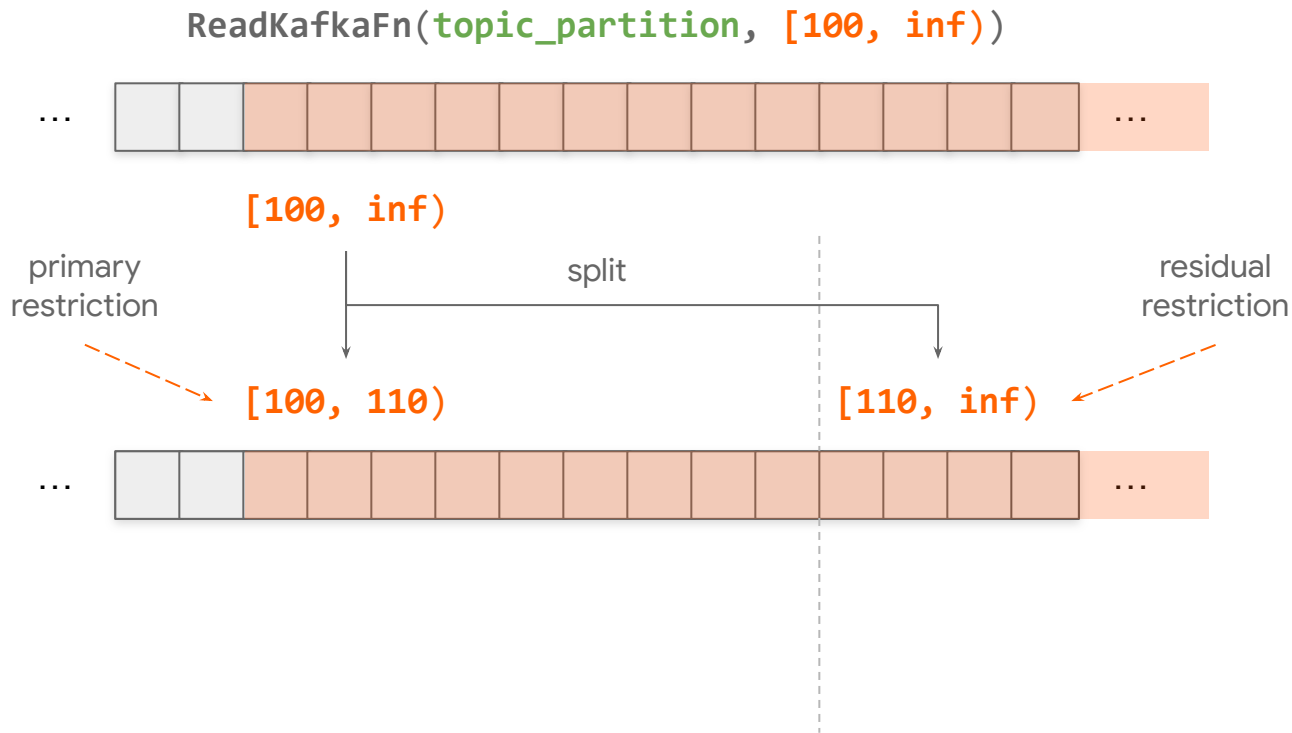 ReadKafkaFn(topic_partition, [100, inf))
... ...
[100, inf)
primary
restriction
split
residual
restriction
[100, 110)
[110, inf)
... ...